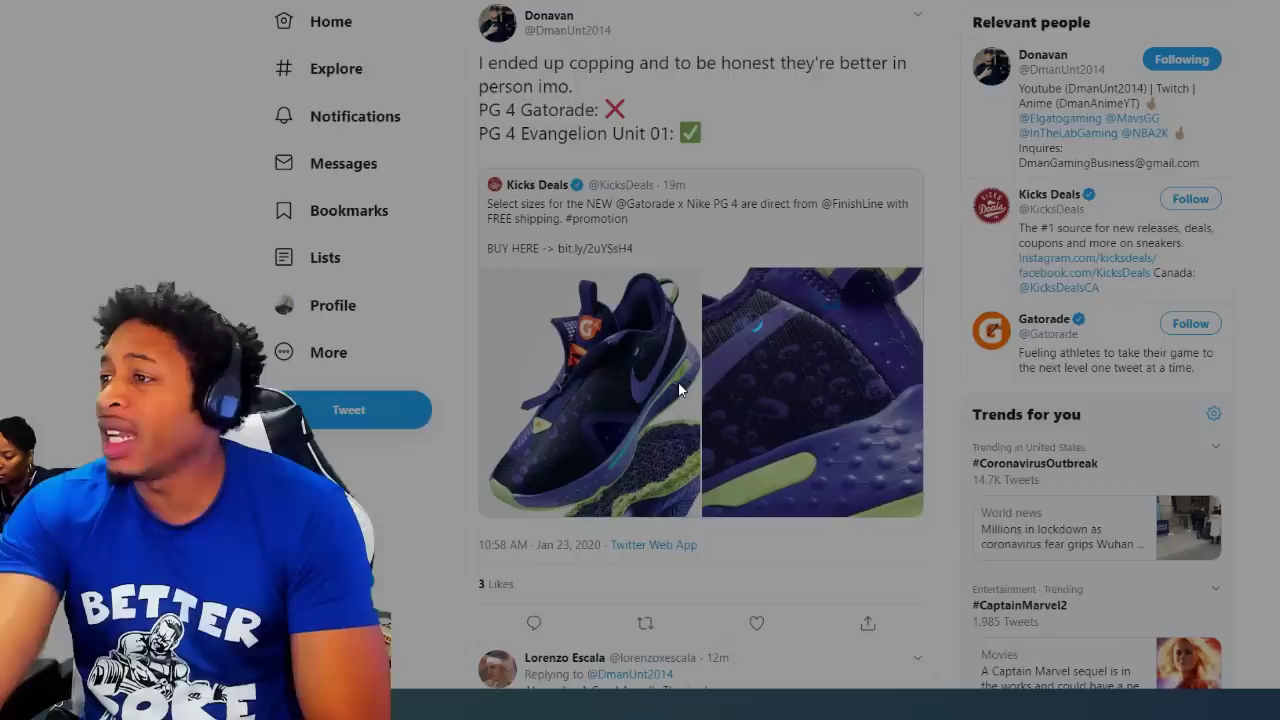 Home
Explore
Notifications
Messages
Bookmarks
Lists
Profile
More
Tweet
Donavan
@DmanUnt2014
I ended up copping and to be honest they're better in
person imo.
PG 4 Gatorade: ❌
PG 4 Evangelion Unit 01: ✅
Kicks Deals @KicksDeals · 19m
Select sizes for the NEW @Gatorade x Nike PG 4 are direct from @FinishLine with
FREE shipping. #promotion
BUY HERE -> bit.ly/2uYSsH4
G
10:58 AM · Jan 23, 2020 · Twitter Web App
3 Likes
Lorenzo Escala @lorenzoxescala · 12m
Replying to @DmanUnt2014
Relevant people
Donavan
@DmanUnt2014
Following
Youtube (DmanUnt2014) | Twitch |
Anime (DmanAnimeYT)
@Elgatogaming @MavsGG
@InTheLabGaming @NBA2K
Inquires:
DmanGamingBusiness@gmail.com
Kicks Deals
@KicksDeals
Follow
The #1 source for new releases, deals,
coupons and more on sneakers.
Instagram.com/kicksdeals/
facebook.com/KicksDeals Canada:
@KicksDealsCA
Gatorade
@Gatorade
Follow
Fueling athletes to take their game to
the next level one tweet at a time.
Trends for you
Trending in United States
#CoronavirusOutbreak
14.7K Tweets
World news
Millions in lockdown as
coronavirus fear grips Wuhan ...
Entertainment · Trending
#CaptainMarvel2
1,985 Tweets
Movies
A Captain Marvel sequel is in
the works and could have a ne
BETTER